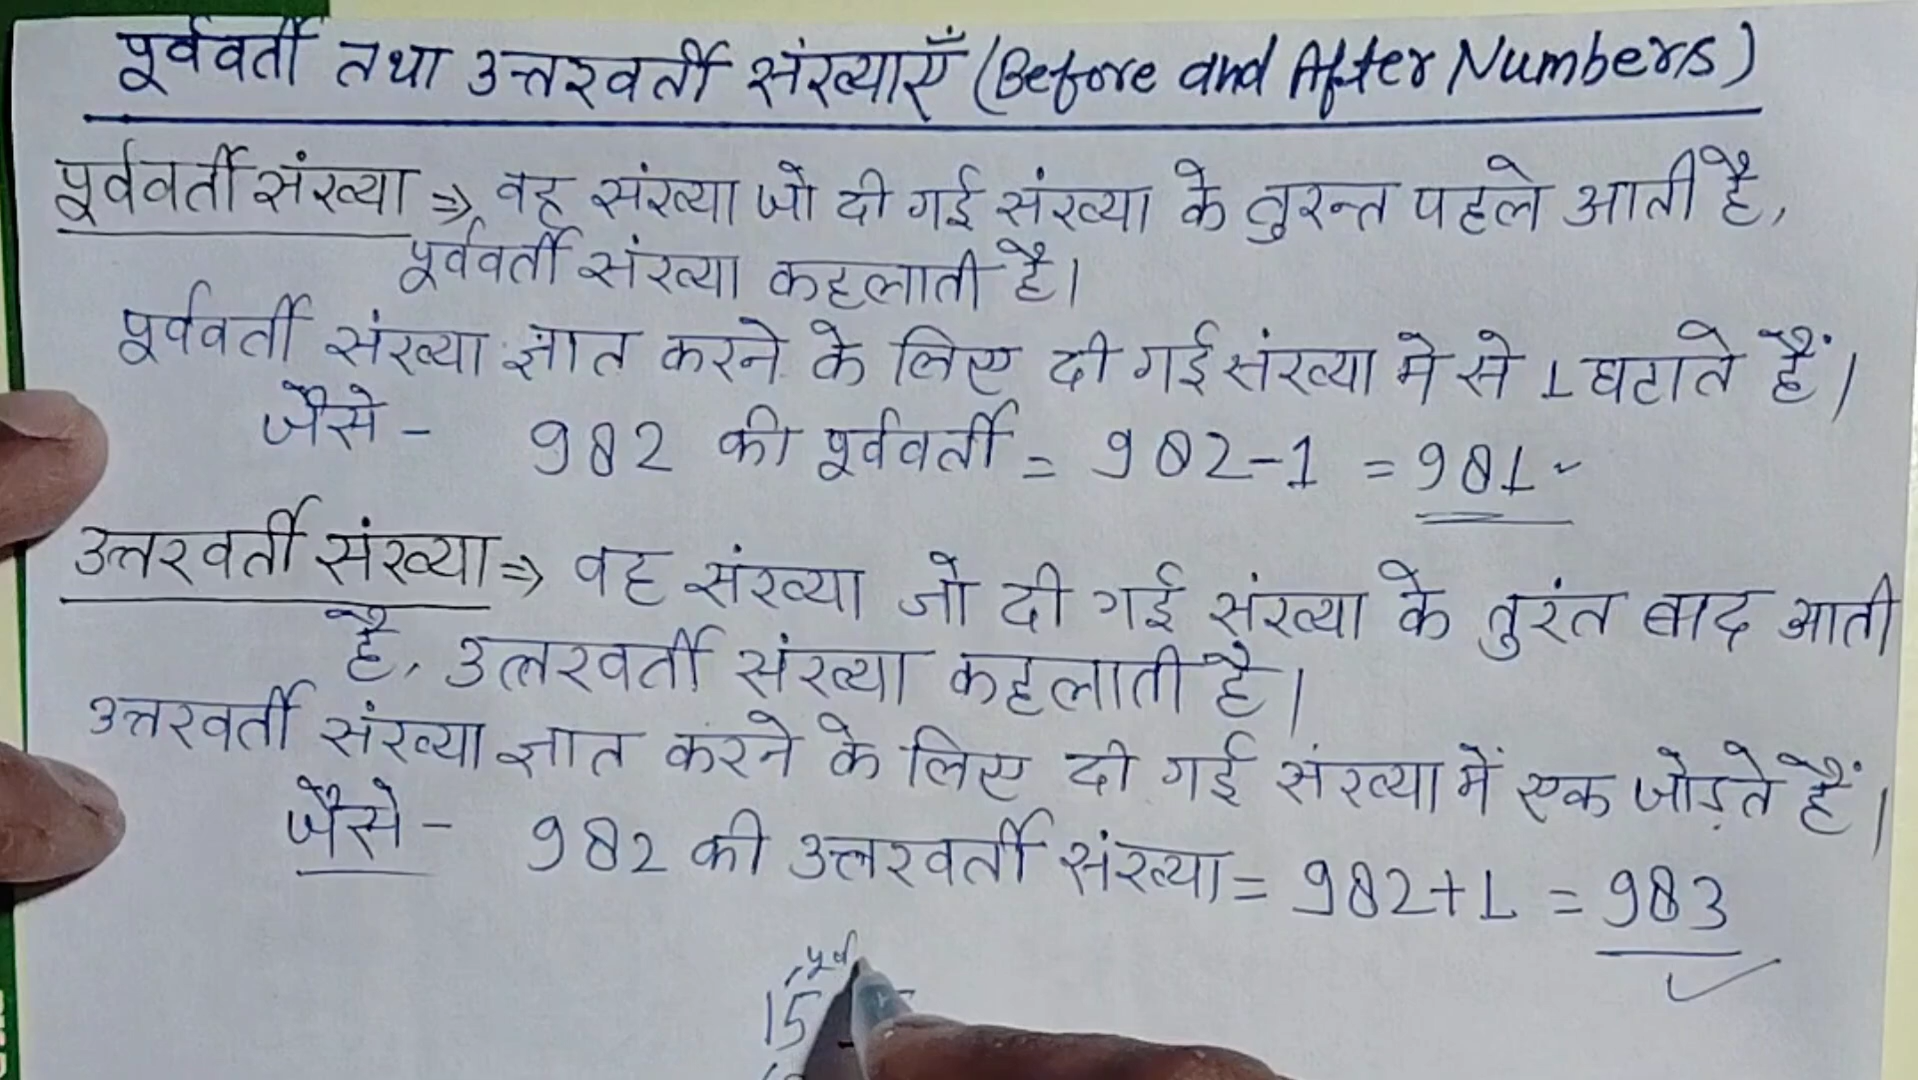 पूर्ववर्ती तथा उत्तरवर्ती संख्याएँ (Before and After Numbers)
पूर्ववर्ती संख्या ⇒ वह संख्या जो दी गई संख्या के तुरन्त पहले आती है,
पूर्ववर्ती संख्या कहलाती है।
पूर्ववर्ती संख्या ज्ञात करने के लिए दी गई संख्या मे से 1 घटाते हैं।
जैसे - 982 की पूर्ववर्ती = 982-1 = 981
उत्तरवर्ती संख्या ⇒ वह संख्या जो दी गई संख्या के तुरंत बाद आती
है, उत्तरवर्ती संख्या कहलाती है।
उत्तरवर्ती संख्या ज्ञात करने के लिए दी गई संख्या में एक जोड़ते हैं।
जैसे - 982 की उत्तरवर्ती संख्या = 982+1 = 983
पूर्व
15